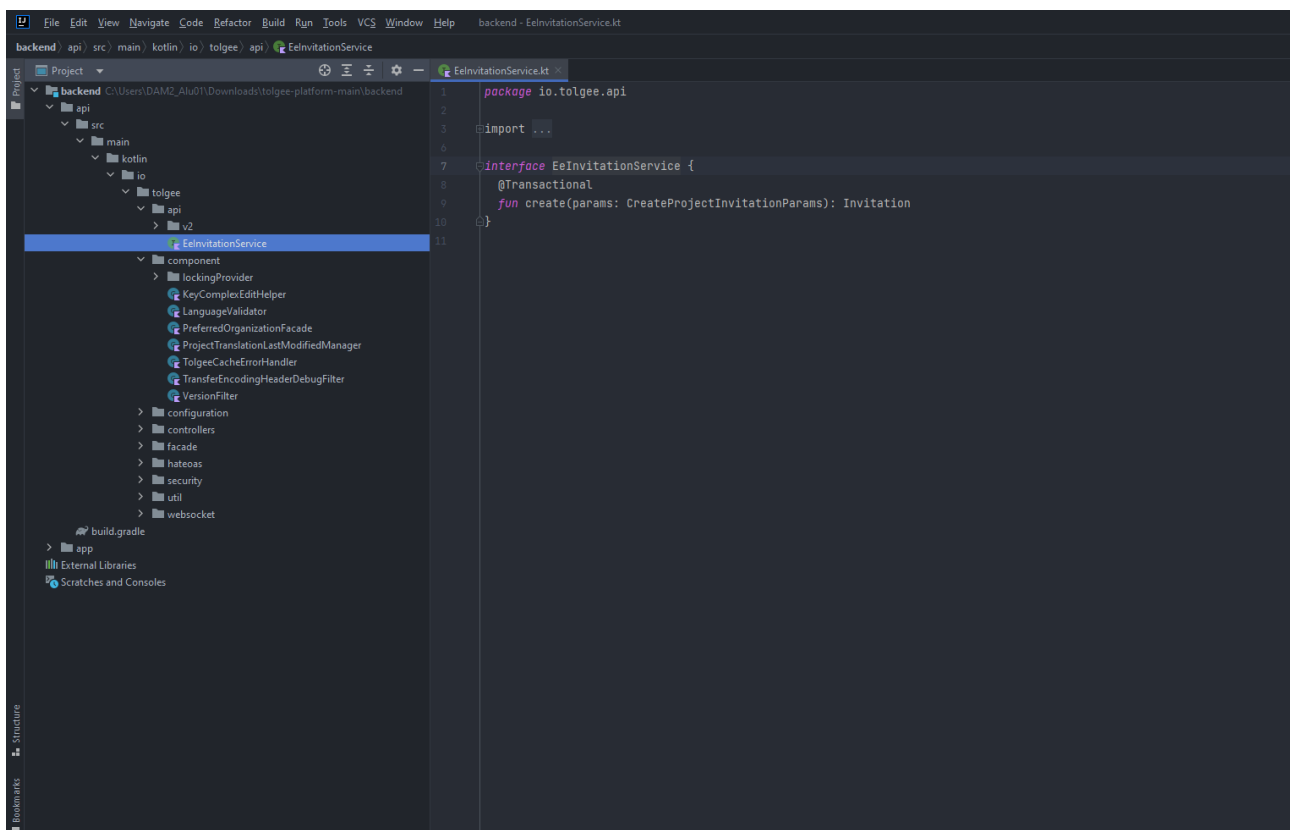 File Edit View Navigate Code Refactor Build Run Tools VCS Window Help backend - EeInvitationService.kt
backend api src main kotlin io tolgee api EeInvitationService
Project
Project
EeInvitationService.kt
backend C:\Users\DAM2_Alu01\Downloads\tolgee-platform-main\backend
api
src
main
kotlin
io
tolgee
api
v2
EeInvitationService
component
lockingProvider
KeyComplexEditHelper
LanguageValidator
PreferredOrganizationFacade
ProjectTranslationLastModifiedManager
TolgeeCacheErrorHandler
TransferEncodingHeaderDebugFilter
VersionFilter
configuration
controllers
facade
hateoas
security
util
websocket
build.gradle
app
External Libraries
Scratches and Consoles
1 package io.tolgee.api
2
3 import ...
6
7 interface EeInvitationService {
8 @Transactional
9 fun create(params: CreateProjectInvitationParams): Invitation
10 }
11
Structure
Bookmarks